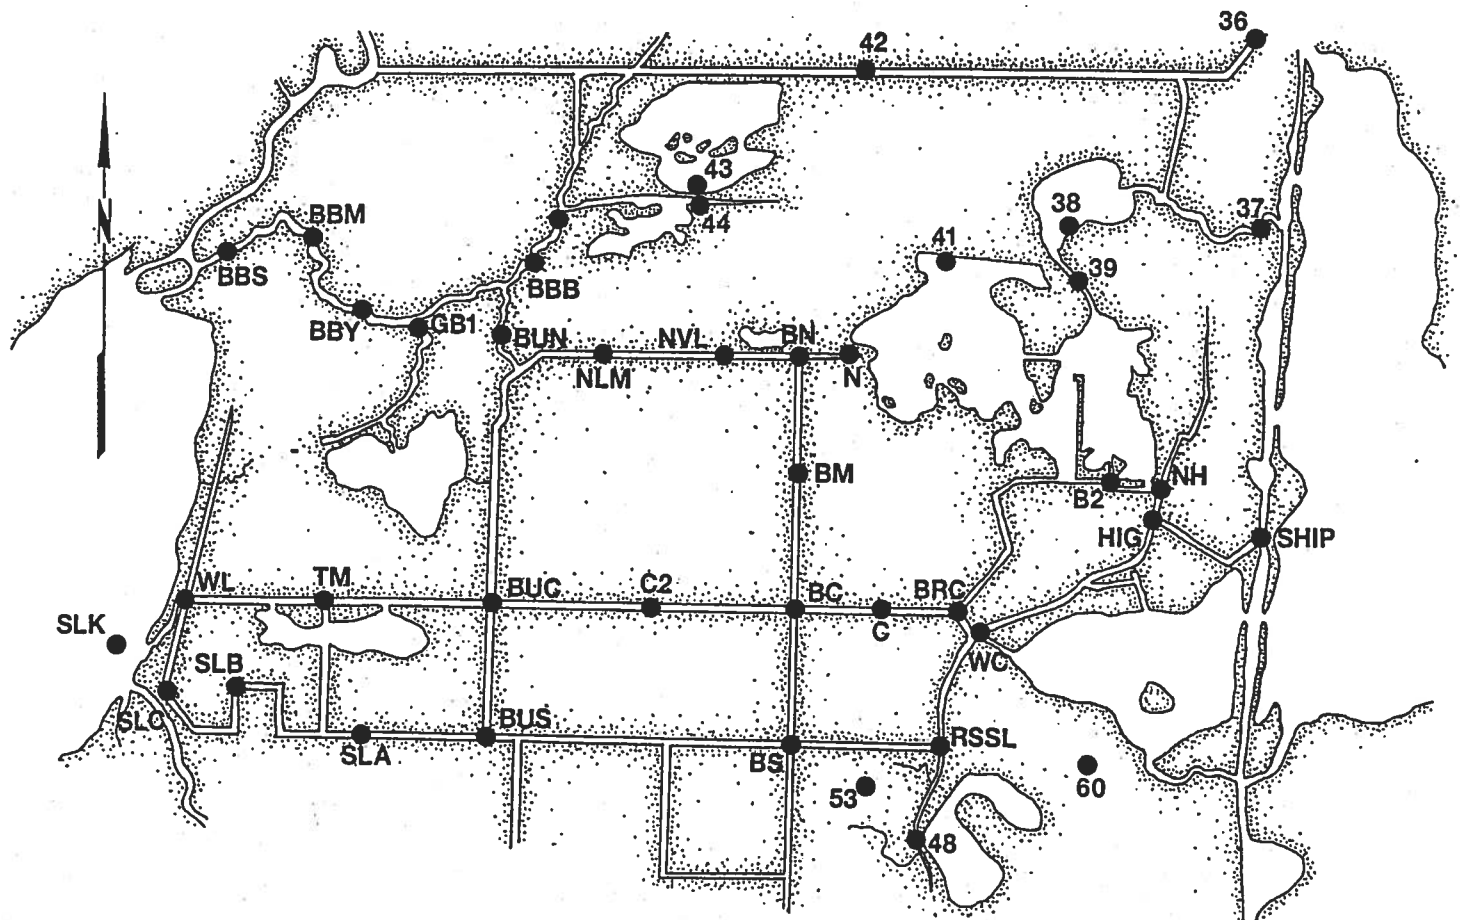 36
42
43
44
N
BBM
38
37
BBS
41
39
BBB
BBY
GB1
BUN
NVL
BN
NLM
N
BM
NH
B2
HIG
SHIP
WL
TM
BUC
C2
BC
BRC
SLK
G
SLB
WC
SLC
BUS
SLA
RSSL
BS
53
60
48